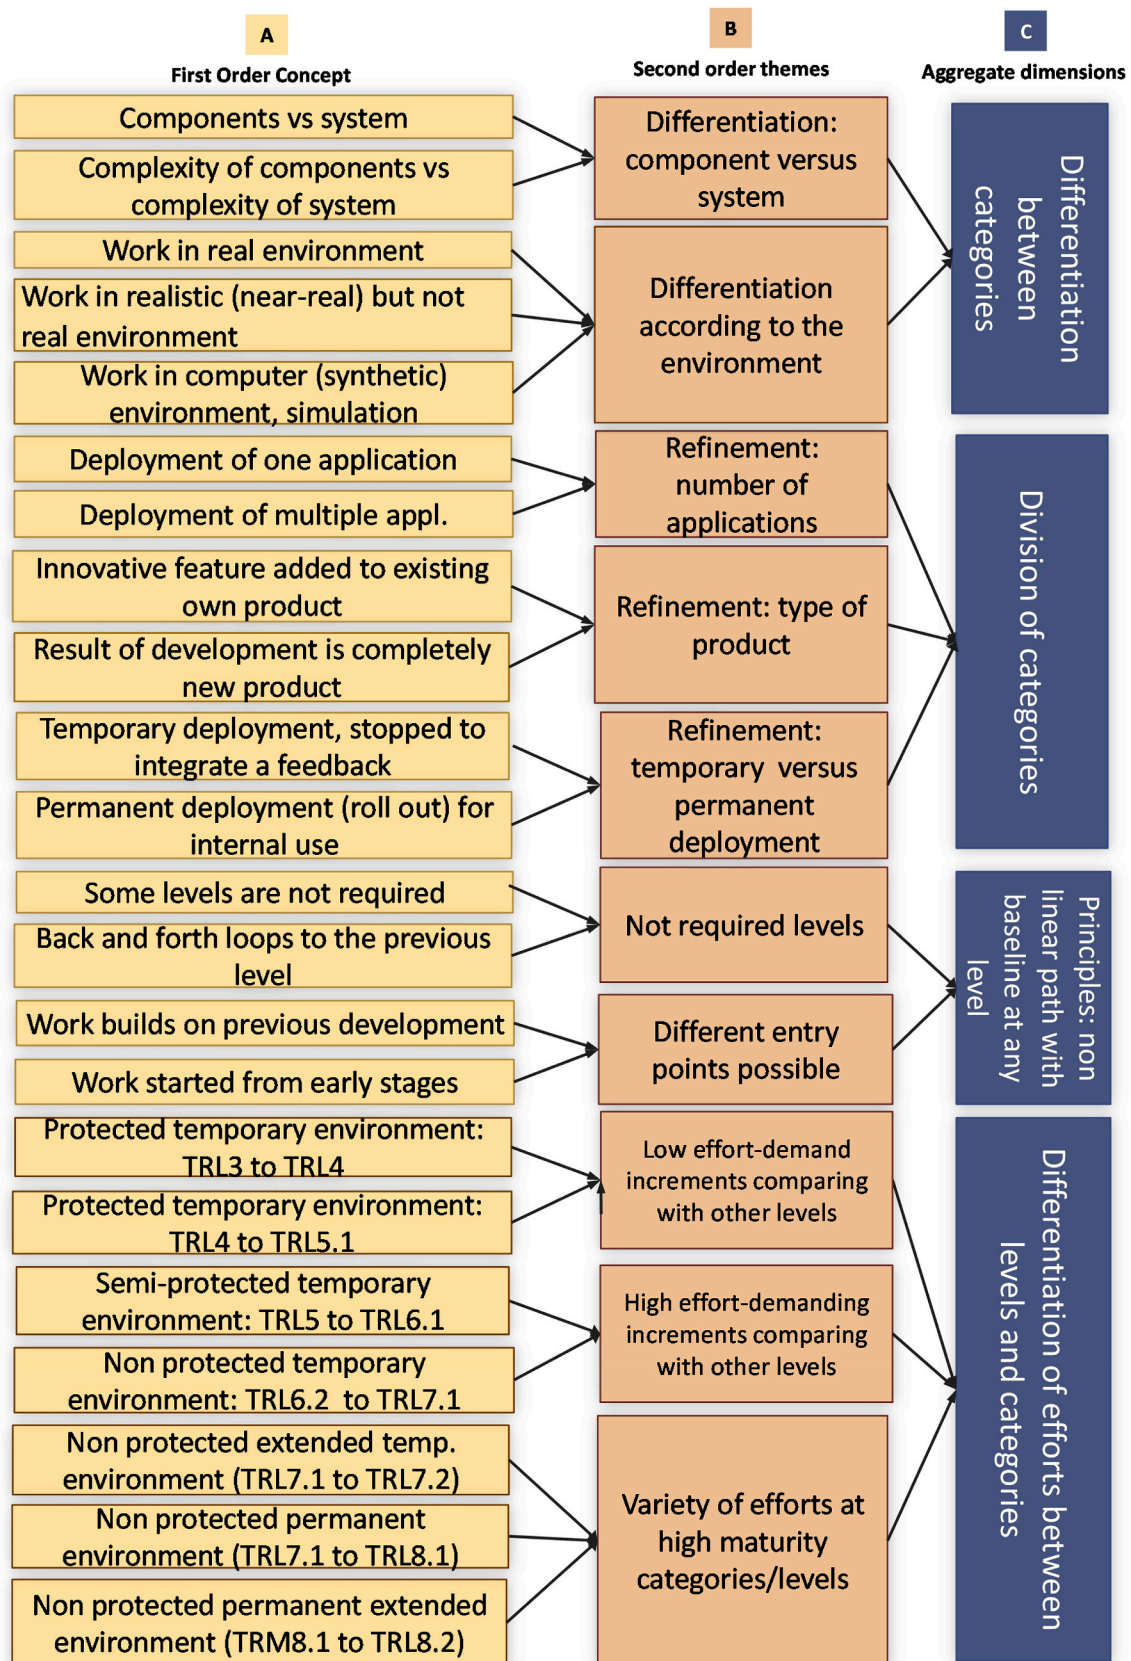 A
First Order Concept
Components vs system
Complexity of components vs
complexity of system
Work in real environment
Work in realistic (near-real) but not
real environment
Work in computer (synthetic)
environment, simulation
Deployment of one application
Deployment of multiple appl.
Innovative feature added to existing
own product
Result of development is completely
new product
Temporary deployment, stopped to
integrate a feedback
Permanent deployment (roll out) for
internal use
Some levels are not required
Back and forth loops to the previous
level
Work builds on previous development
Work started from early stages
Protected temporary environment:
TRL3 to TRL4
Protected temporary environment:
TRL4 to TRL5.1
Semi-protected temporary
environment: TRL5 to TRL6.1
Non protected temporary
environment: TRL6.2 to TRL7.1
Non protected extended temp.
environment (TRL7.1 to TRL7.2)
Non protected permanent
environment (TRL7.1 to TRL8.1)
Non protected permanent extended
environment (TRM8.1 to TRL8.2)
B
Second order themes
Differentiation:
component versus
system
Differentiation
according to the
environment
Refinement:
number of
applications
Refinement: type of
product
Refinement:
temporary versus
permanent
deployment
Not required levels
Different entry
points possible
Low effort-demand
increments comparing
with other levels
High effort-demanding
increments comparing
with other levels
Variety of efforts at
high maturity
categories/levels
C
Aggregate dimensions
Differentiation
between
categories
Division of categories
Principles: non
linear path with
baseline at any
level
Differentiation of efforts between
levels and categories